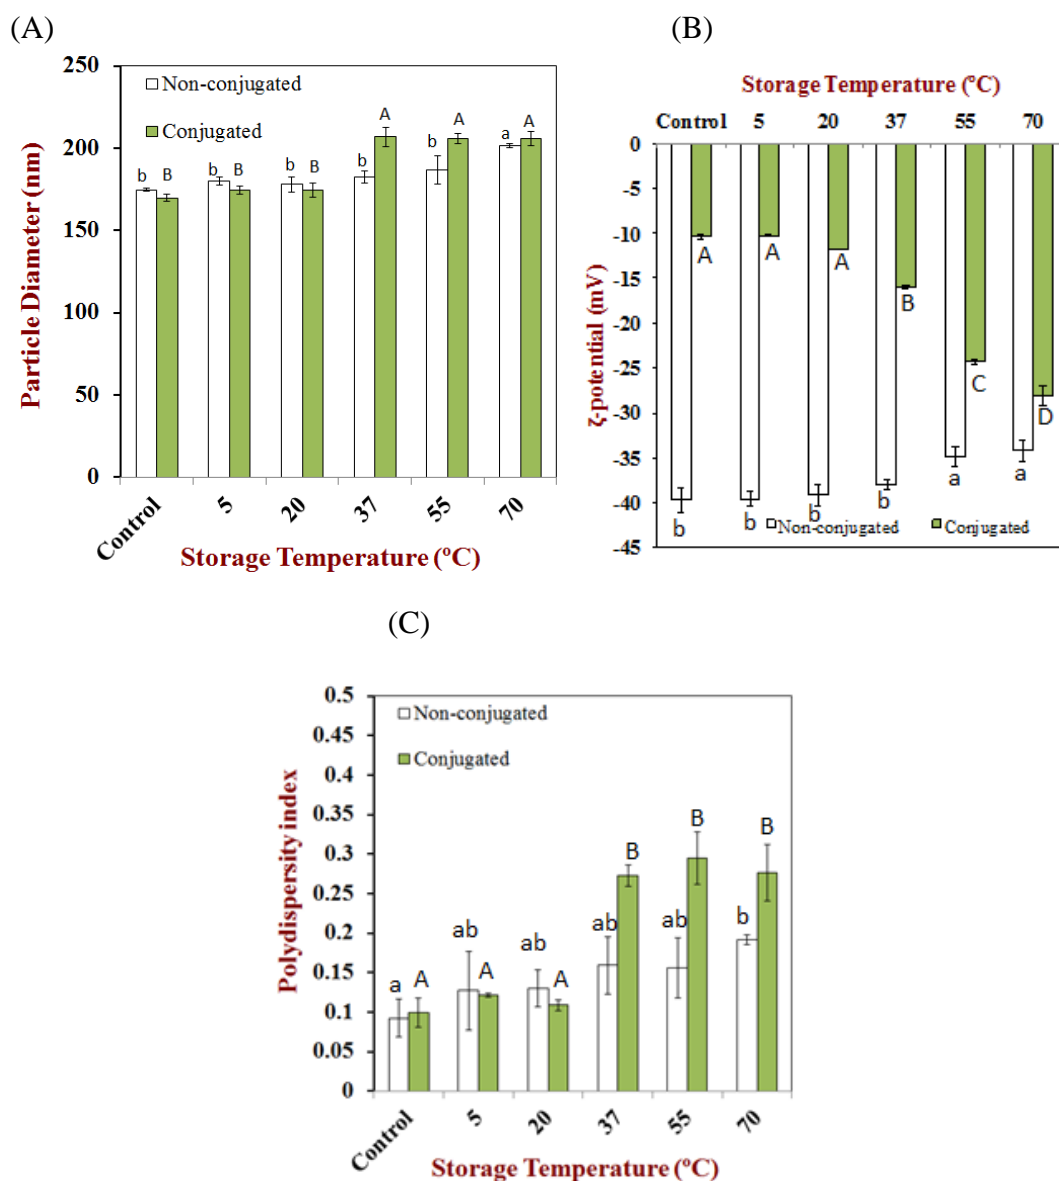 (A)
(B)
250
200
150
100
50
0
Particle Diameter (nm)
Non-conjugated
Conjugated
b B
b B
b B
b A
b A
a A
Control 5 20 37 55 70
Storage Temperature (ºC)
Storage Temperature (ºC)
Control 5 20 37 55 70
0
-5
-10
-15
-20
-25
-30
-35
-40
-45
ζ-potential (mV)
A A A B C D
b b b b a a
Non-conjugated Conjugated
(C)
0.5
0.45
0.4
0.35
0.3
0.25
0.2
0.15
0.1
0.05
0
Polydispersity index
Non-conjugated
Conjugated
a A
ab A
ab A
ab B
ab B
b B
Control 5 20 37 55 70
Storage Temperature (ºC)